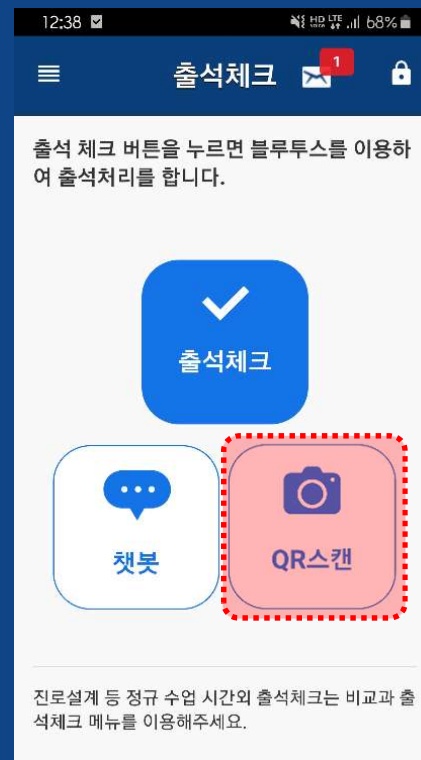 12:38 HD voice LTE 68%
출석체크 1
출석 체크 버튼을 누르면 블루투스를 이용하
여 출석처리를 합니다.
출석체크
챗봇 QR스캔
진로설계 등 정규 수업 시간외 출석체크는 비교과 출
석체크 메뉴를 이용해주세요.